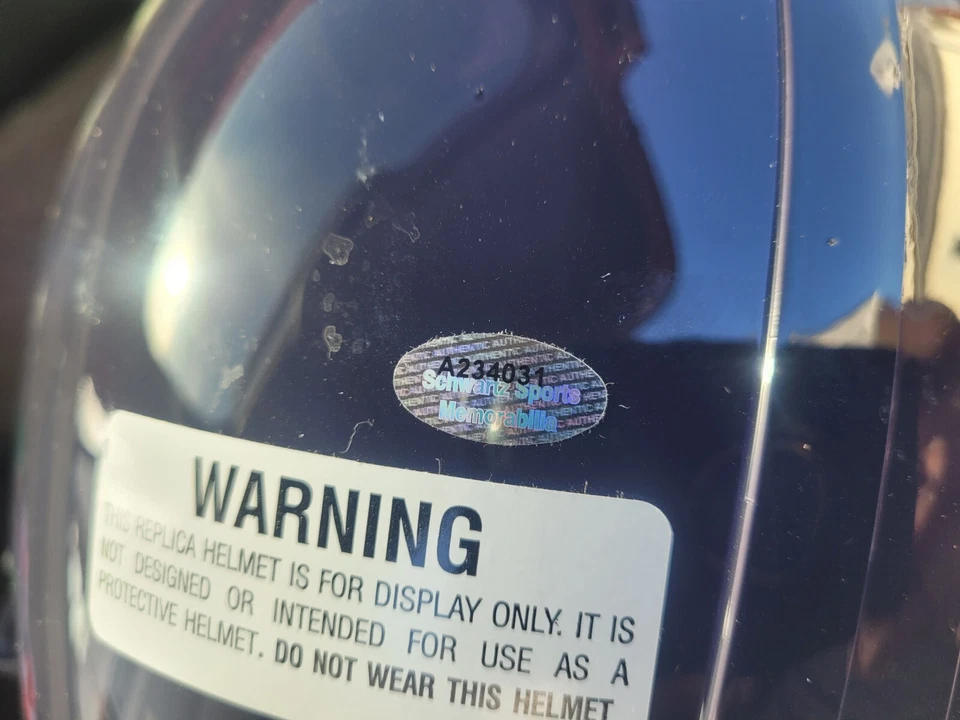 A234031
Schwartz Sports
Memorabilia
WARNING
THIS REPLICA HELMET IS FOR DISPLAY ONLY. IT IS
NOT DESIGNED OR INTENDED FOR USE AS A
PROTECTIVE HELMET. DO NOT WEAR THIS HELMET